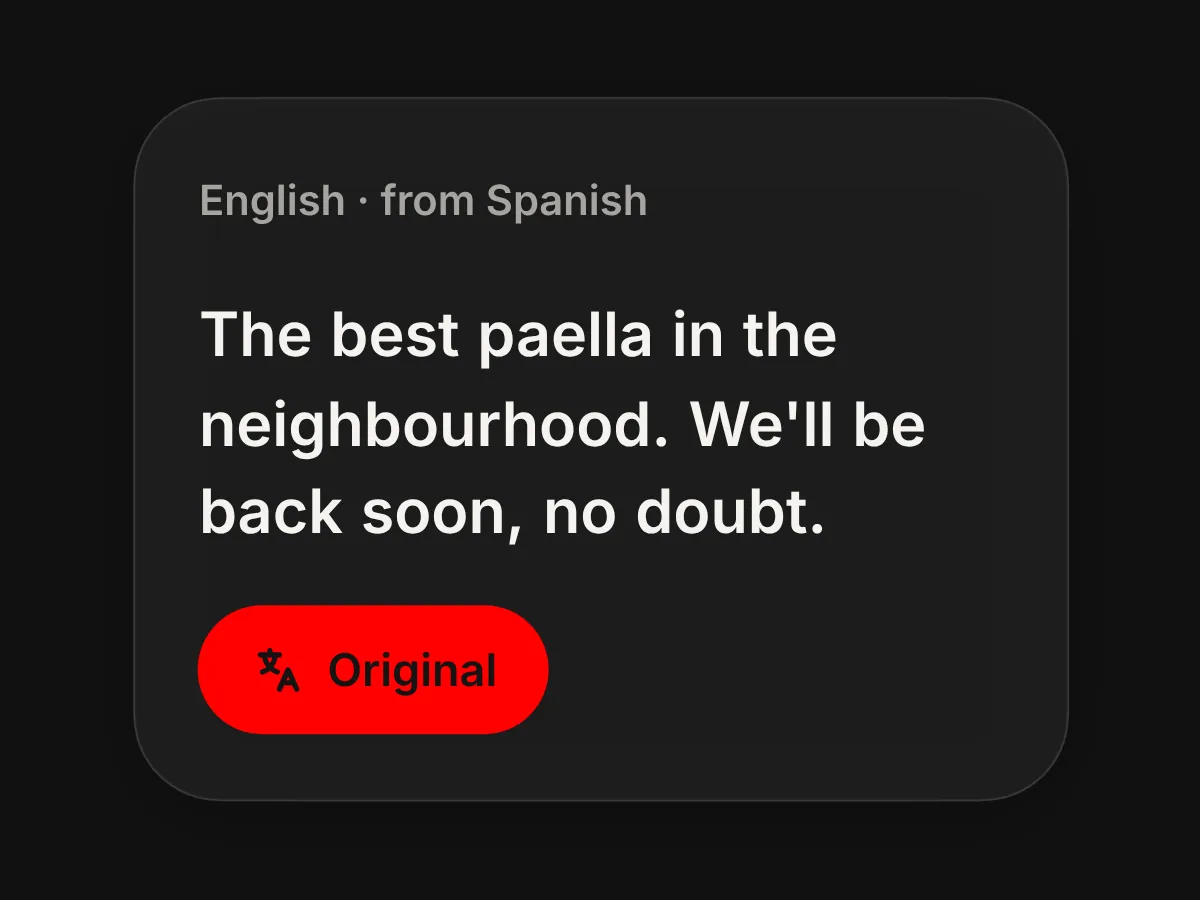 English · from Spanish
The best paella in the
neighbourhood. We'll be
back soon, no doubt.
Original